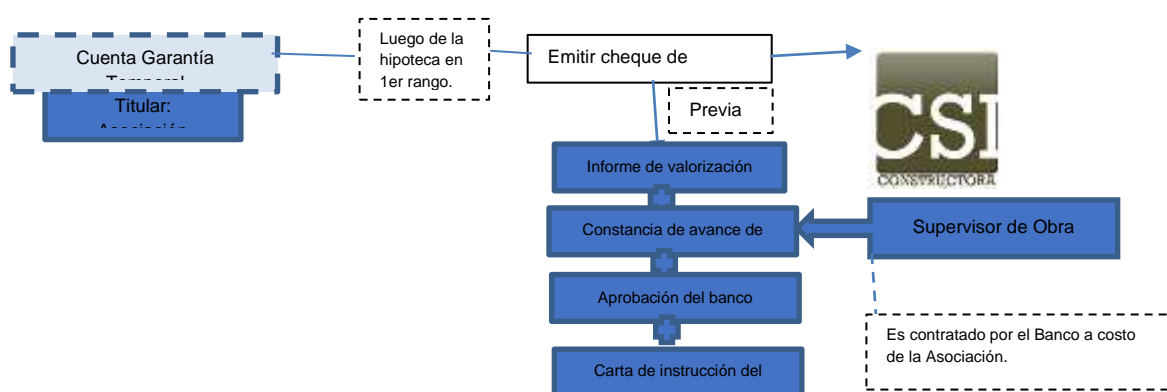 Cuenta Garantía
Temporal
Titular:
Asociación
Luego de la
hipoteca en
1er rango.
Emitir cheque de
Previa
CSI
CONSTRUCTORA
Informe de valorización
Constancia de avance de
Supervisor de Obra
Aprobación del banco
Es contratado por el Banco a costo
de la Asociación.
Carta de instrucción del